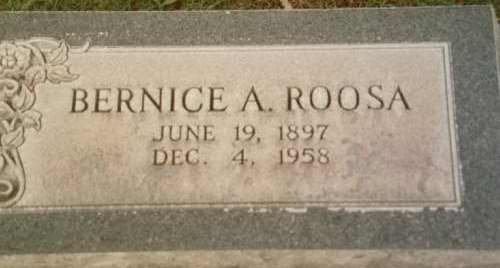 BERNICE A. ROOSA
JUNE 19, 1897
DEC. 4, 1958